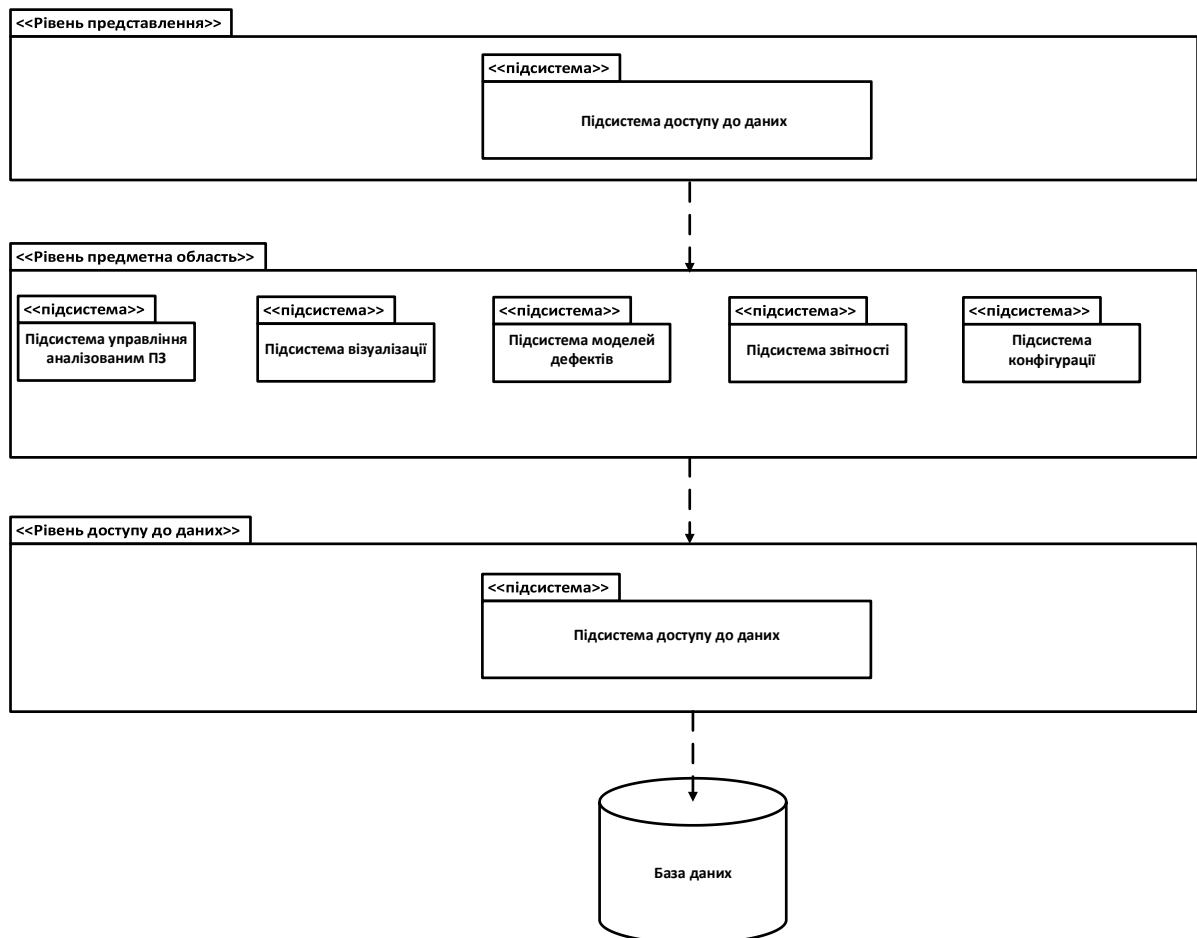 <<Рівень представлення>>
<<підсистема>>
Підсистема доступу до даних
<<Рівень предметна область>>
<<підсистема>>
Підсистема управління
аналізованим ПЗ
<<підсистема>>
Підсистема візуалізації
<<підсистема>>
Підсистема моделей
дефектів
<<підсистема>>
Підсистема звітності
<<підсистема>>
Підсистема
конфігурації
<<Рівень доступу до даних>>
<<підсистема>>
Підсистема доступу до даних
База даних